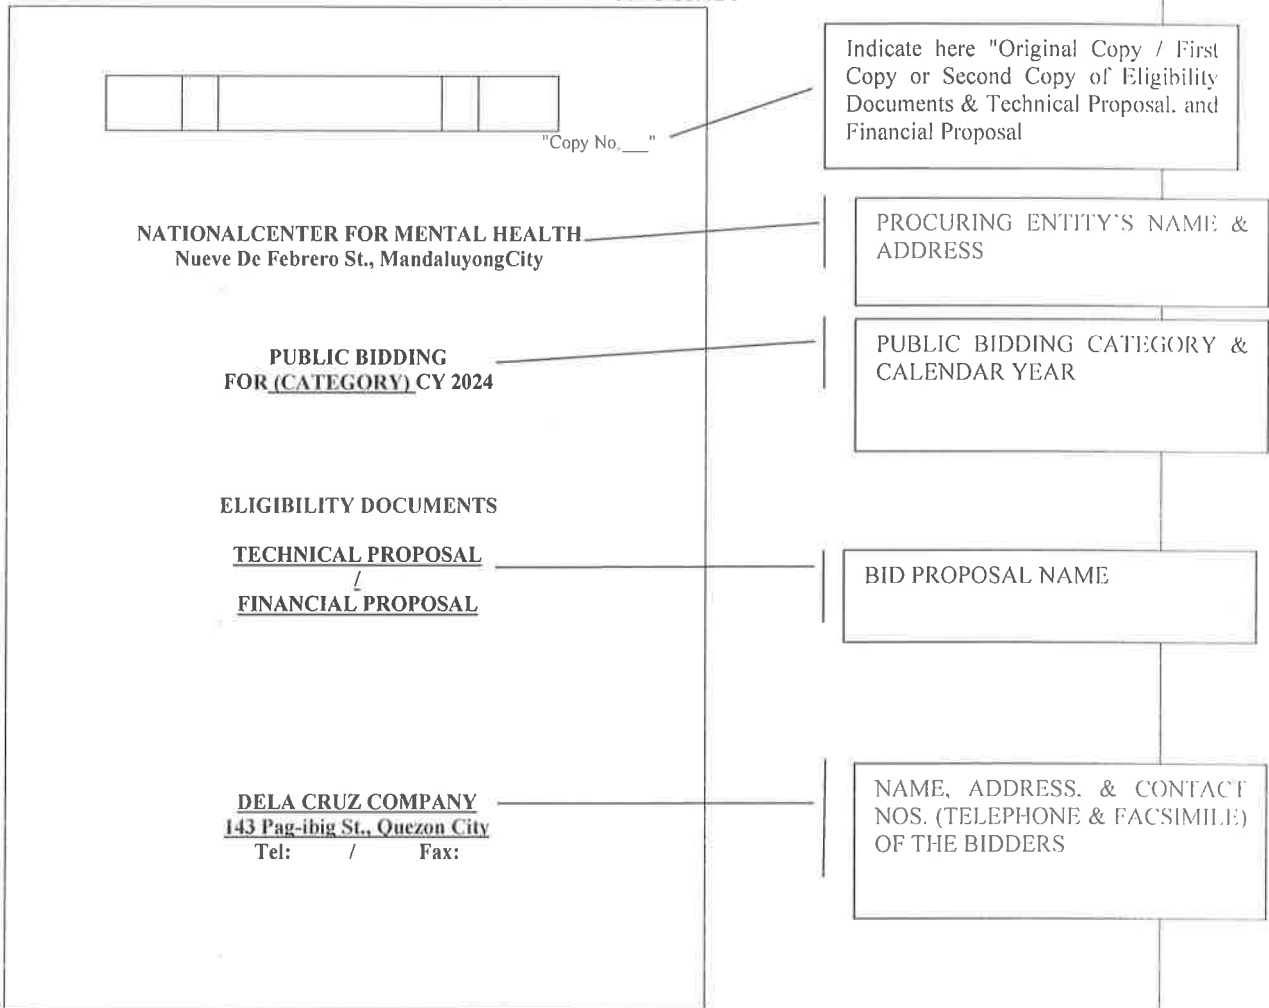 "Copy No.___"
NATIONALCENTER FOR MENTAL HEALTH
Nueve De Febrero St., MandaluyongCity
PUBLIC BIDDING
FOR (CATEGORY) CY 2024
ELIGIBILITY DOCUMENTS
TECHNICAL PROPOSAL
/
FINANCIAL PROPOSAL
DELA CRUZ COMPANY
143 Pag-ibig St., Quezon City
Tel: / Fax:
Indicate here "Original Copy / First
Copy or Second Copy of Eligibility
Documents & Technical Proposal. and
Financial Proposal
PROCURING ENTITY'S NAME &
ADDRESS
PUBLIC BIDDING CATEGORY &
CALENDAR YEAR
BID PROPOSAL NAME
NAME, ADDRESS. & CONTACT
NOS. (TELEPHONE & FACSIMILE)
OF THE BIDDERS